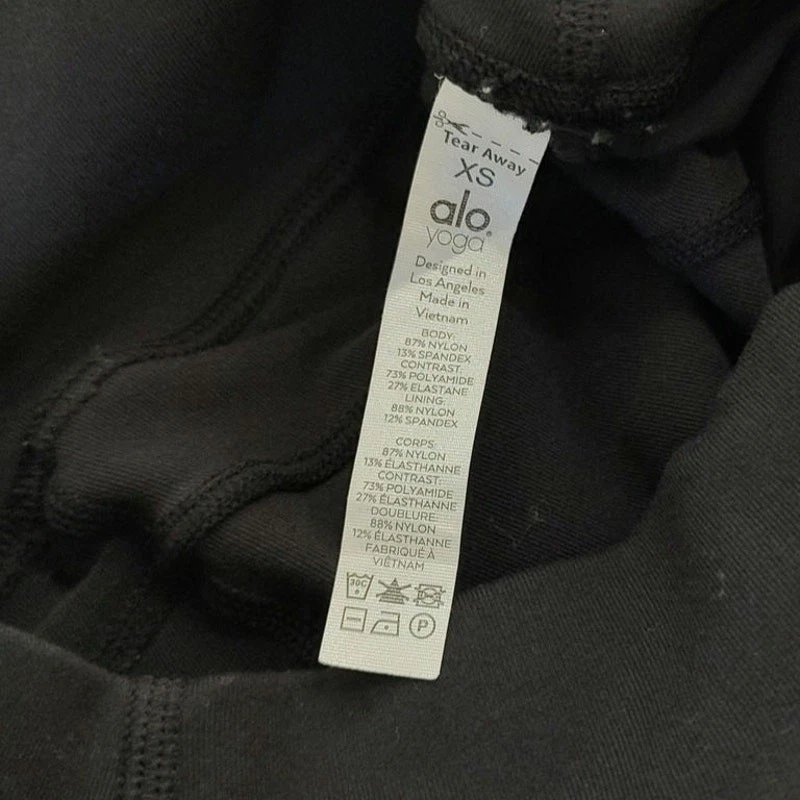 Tear Away
XS
alo®
yoga
Designed in
Los Angeles
Made in
Vietnam
BODY:
87% NYLON
13% SPANDEX
CONTRAST:
73% POLYAMIDE
27% ELASTANE
LINING:
88% NYLON
12% SPANDEX
CORPS:
87% NYLON
13% ÉLASTHANNE
CONTRAST:
73% POLYAMIDE
27% ÉLASTHANNE
DOUBLURE:
88% NYLON
12% ÉLASTHANNE
FABRIQUÉ À
VIÊTNAM
30C
P